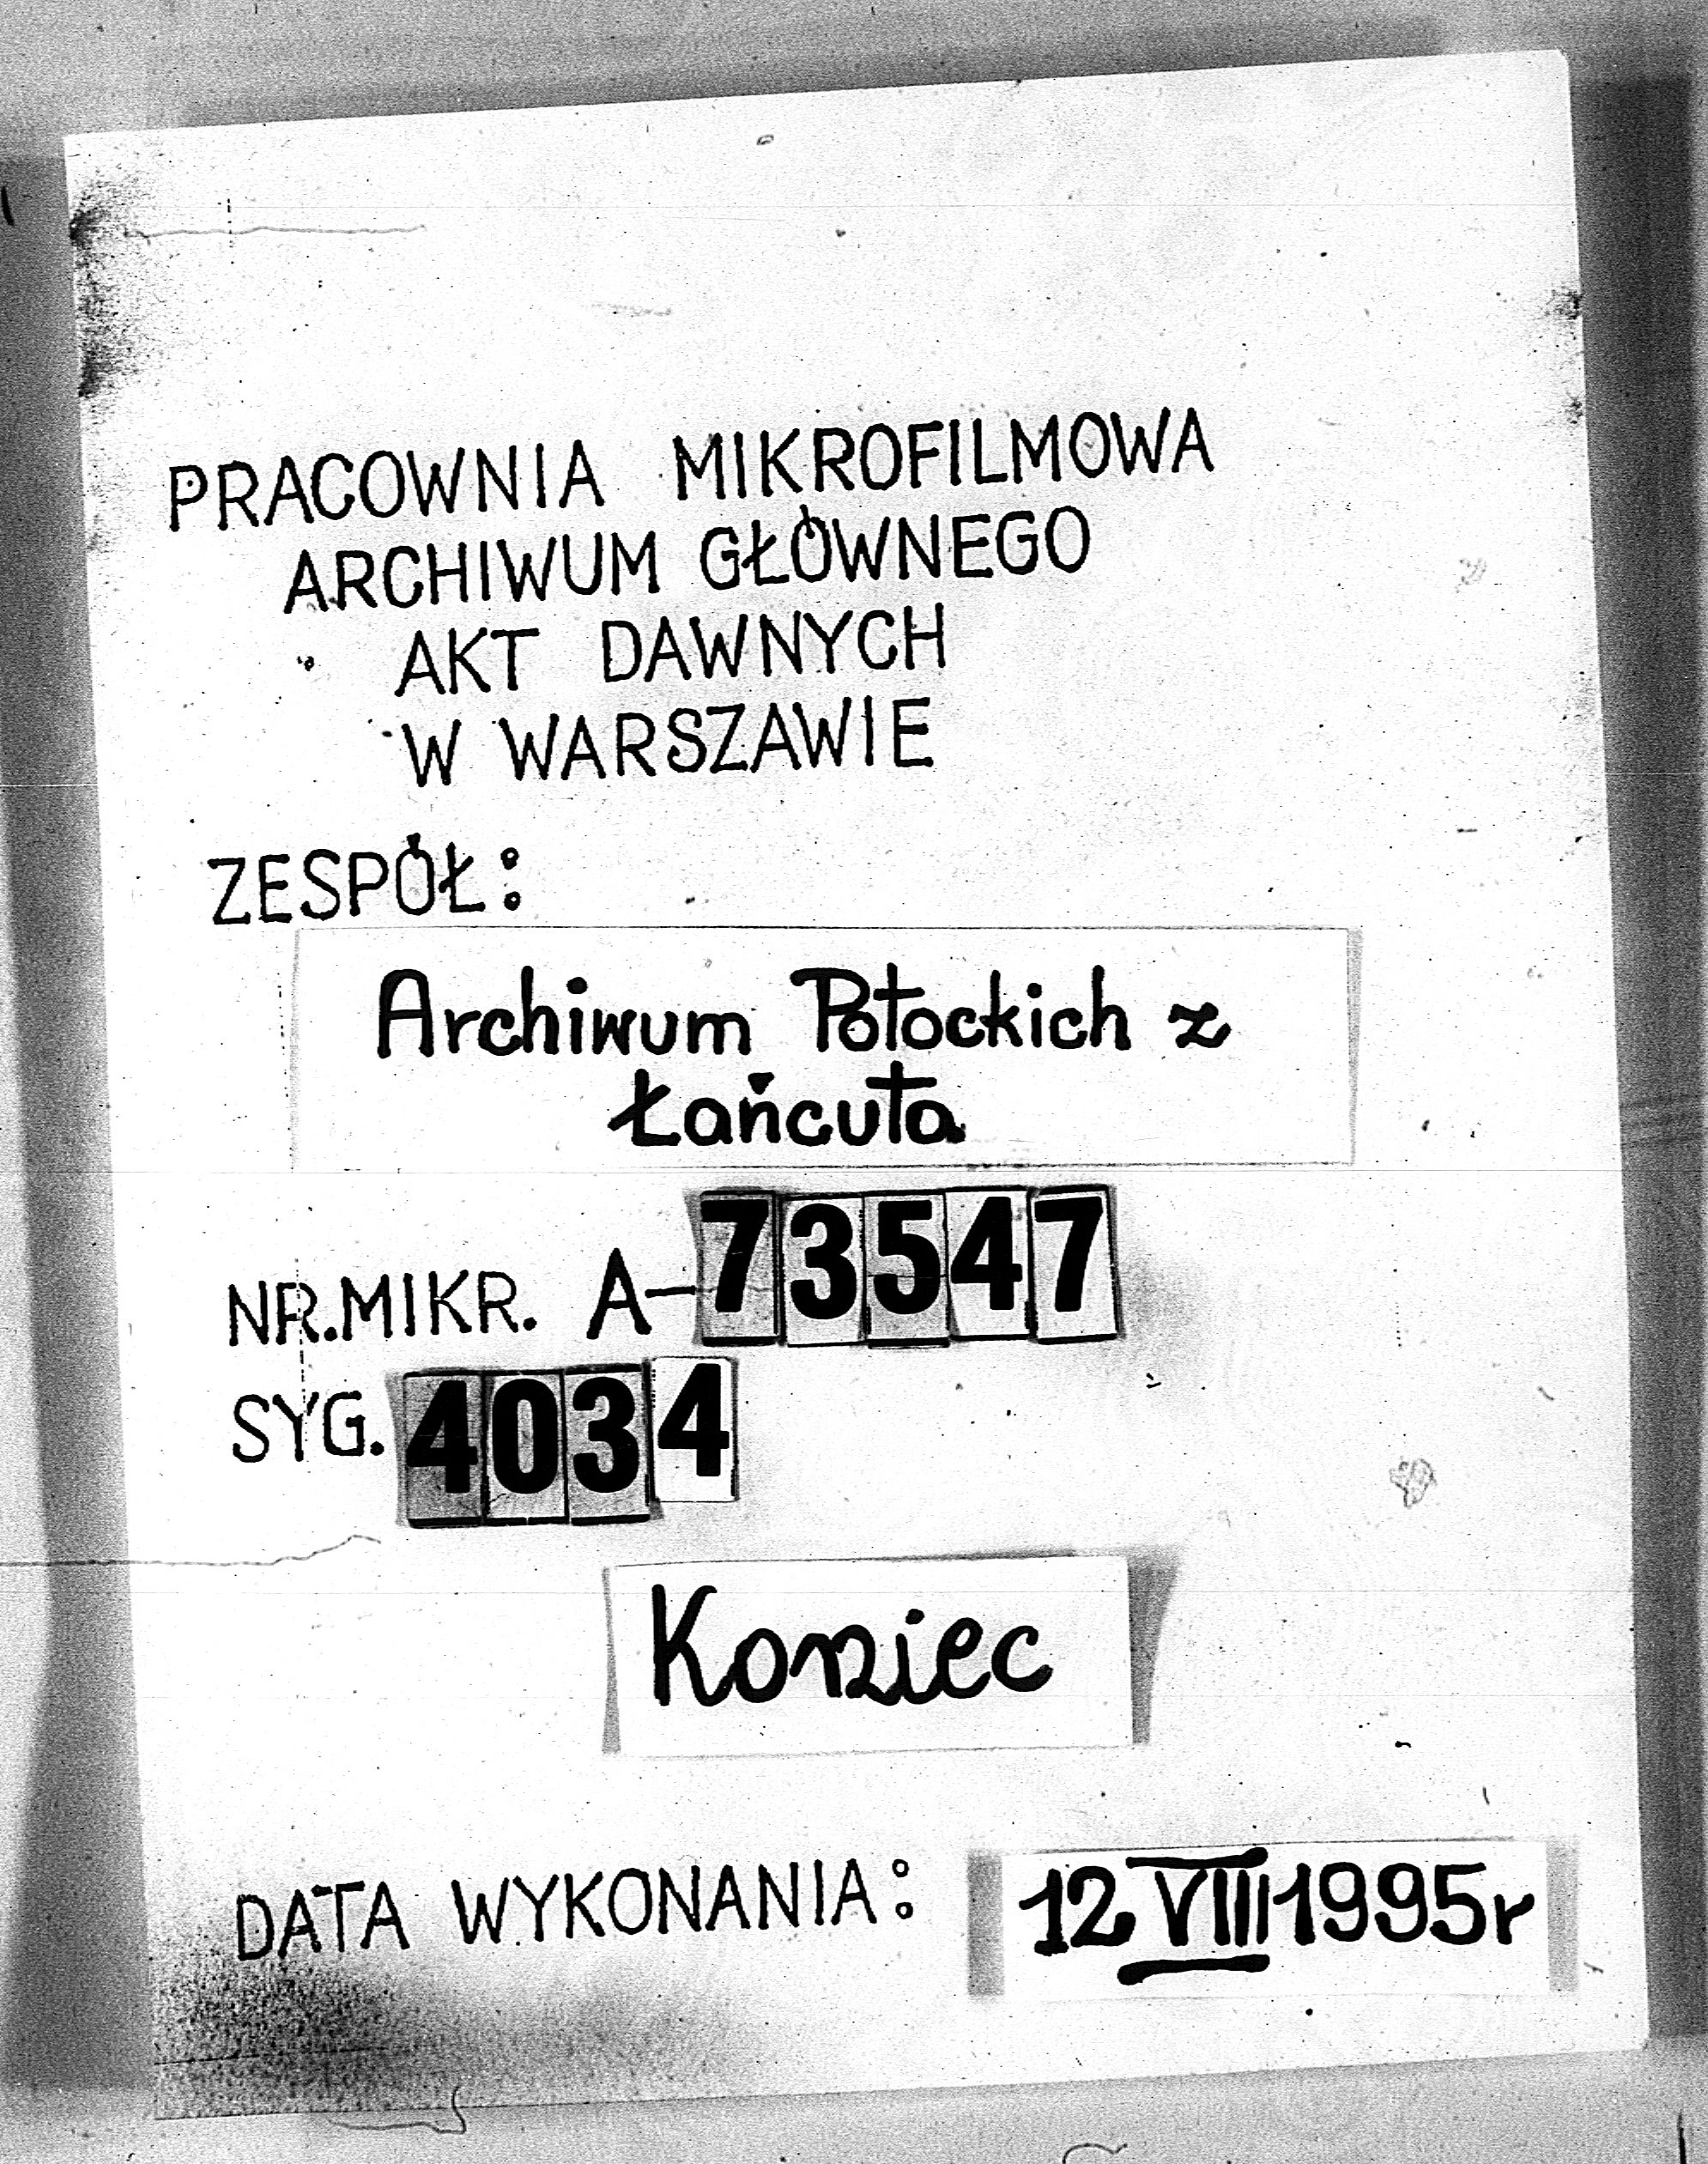 PRACOWNIA MIKROFILMOWA
ARCHIWUM GŁÓWNEGO
AKT DAWNYCH
W WARSZAWIE
ZESPÓŁ:
Archiwum Potockich z
Łańcuta
NR.MIKR. A-73547
SYG. 4034
Koniec
DATA WYKONANIA: 12 VIII 1995r